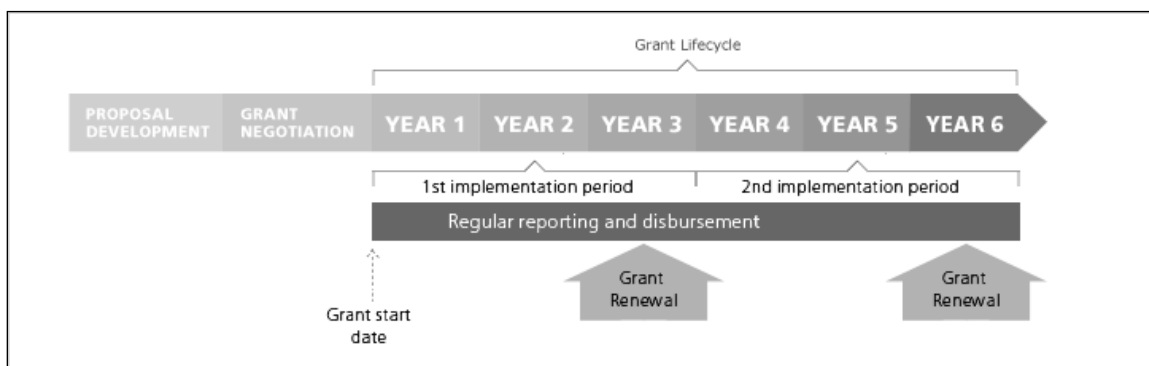 Grant Lifecycle
PROPOSAL
DEVELOPMENT
GRANT
NEGOTIATION
YEAR 1
YEAR 2
YEAR 3
YEAR 4
YEAR 5
YEAR 6
1st implementation period
2nd implementation period
Regular reporting and disbursement
Grant
Renewal
Grant
Renewal
Grant start
date